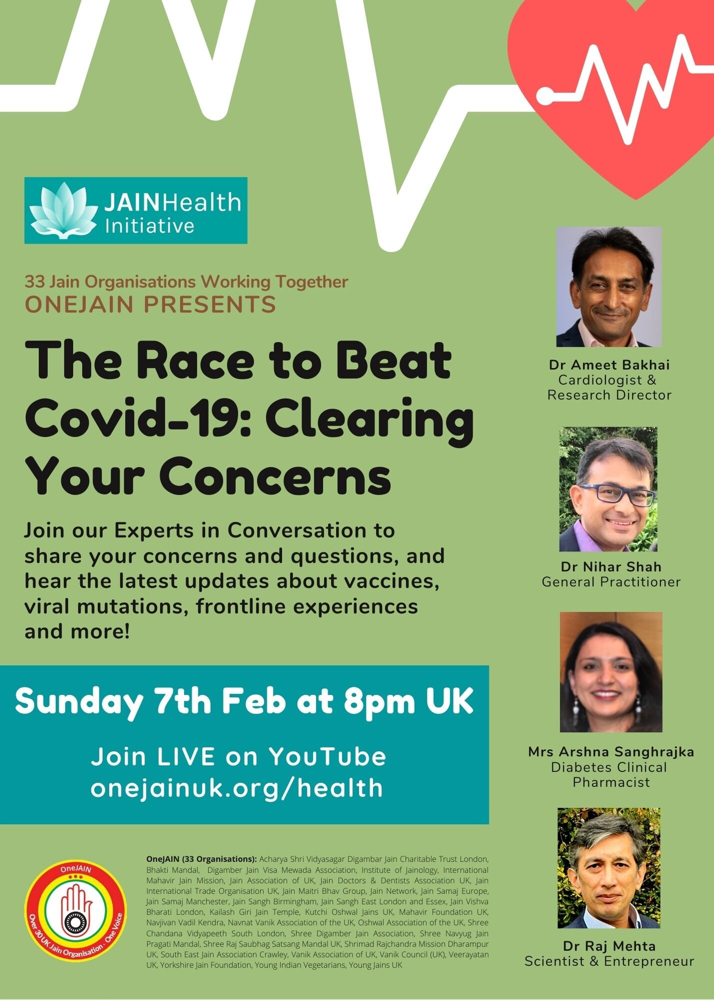 JAINHealth
Initiative
33 Jain Organisations Working Together
ONEJAIN PRESENTS
The Race to Beat
Covid-19: Clearing
Your Concerns
Join our Experts in Conversation to
share your concerns and questions, and
hear the latest updates about vaccines,
viral mutations, frontline experiences
and more!
Sunday 7th Feb at 8pm UK
Join LIVE on YouTube
onejainuk.org/health
Dr Ameet Bakhai
Cardiologist &
Research Director
Dr Nihar Shah
General Practitioner
Mrs Arshna Sanghrajka
Diabetes Clinical
Pharmacist
Dr Raj Mehta
Scientist & Entrepreneur
OneJAIN
Over 30 UK Jain Organisation · One Voice
OneJAIN (33 Organisations): Acharya Shri Vidyasagar Digambar Jain Charitable Trust London,
Bhakti Mandal, Digamber Jain Visa Mewada Association, Institute of Jainology, International
Mahavir Jain Mission, Jain Association of UK, Jain Doctors & Dentists Association UK, Jain
International Trade Organisation UK, Jain Maitri Bhav Group, Jain Network, Jain Samaj Europe,
Jain Samaj Manchester, Jain Sangh Birmingham, Jain Sangh East London and Essex, Jain Vishva
Bharati London, Kailash Giri Jain Temple, Kutchi Oshwal Jains UK, Mahavir Foundation UK,
Navjivan Vadil Kendra, Navnat Vanik Association of the UK, Oshwal Association of the UK, Shree
Chandana Vidyapeeth South London, Shree Digamber Jain Association, Shree Navyug Jain
Pragati Mandal, Shree Raj Saubhag Satsang Mandal UK, Shrimad Rajchandra Mission Dharampur
UK, South East Jain Association Crawley, Vanik Association of UK, Vanik Council (UK), Veerayatan
UK, Yorkshire Jain Foundation, Young Indian Vegetarians, Young Jains UK